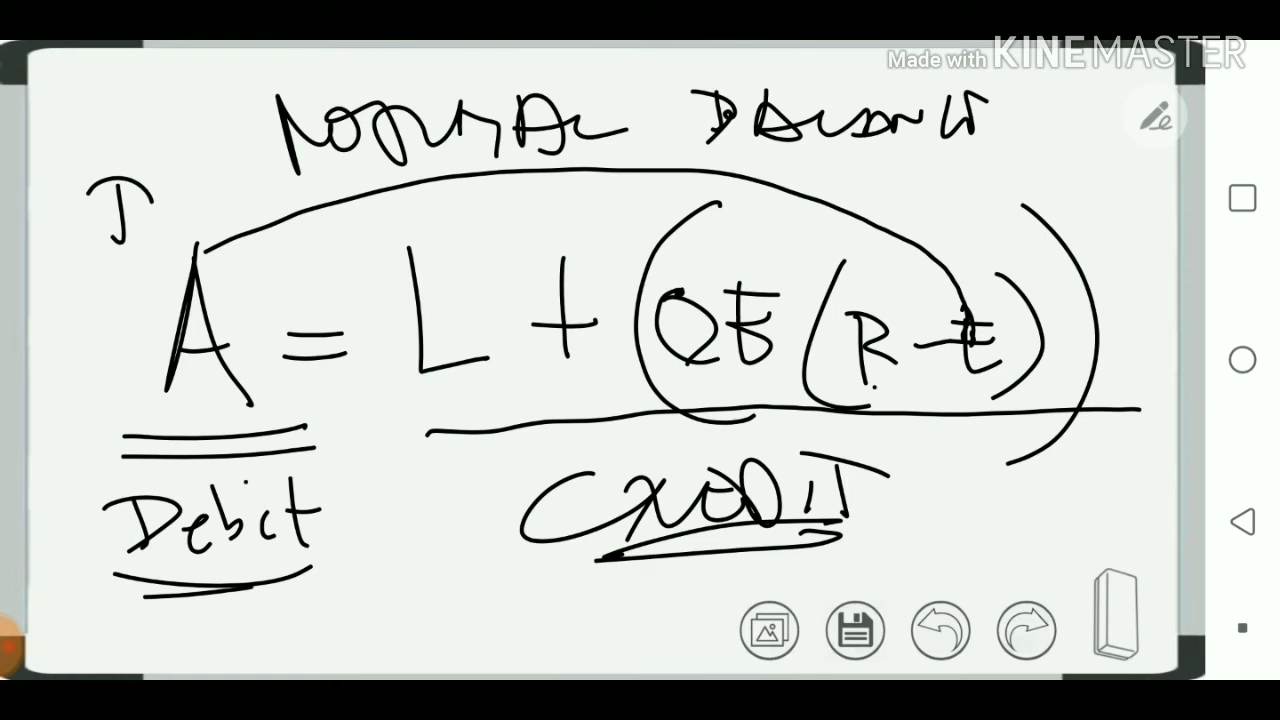 Made with KINEMASTER
NORMAL BALANCE
A = L + (OE (R - E))
Debit
CREDIT